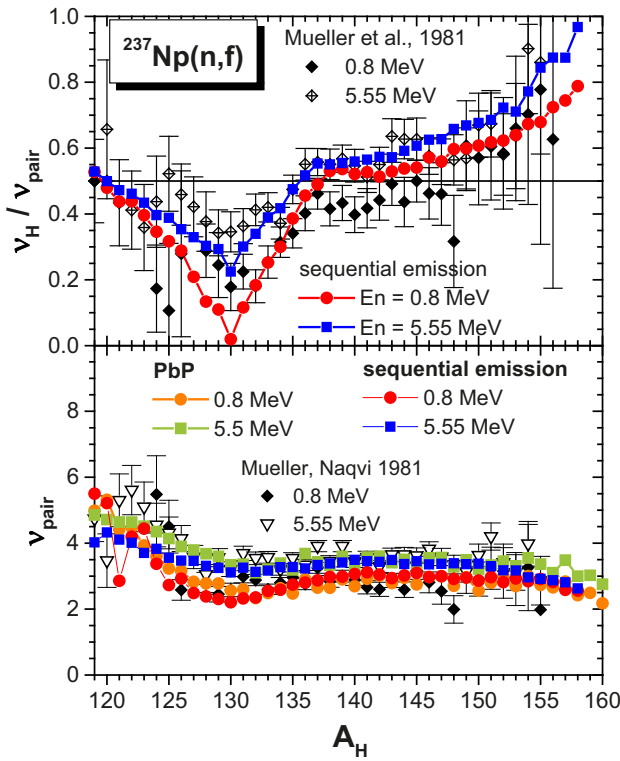 ²³⁷Np(n,f)
Mueller et al., 1981
0.8 MeV
5.55 MeV
sequential emission
En = 0.8 MeV
En = 5.55 MeV
ν_H / ν_pair
1.0
0.8
0.6
0.4
0.2
0.0
PbP
0.8 MeV
5.5 MeV
sequential emission
0.8 MeV
5.55 MeV
Mueller, Naqvi 1981
0.8 MeV
5.55 MeV
ν_pair
8
6
4
2
0
120 125 130 135 140 145 150 155 160
A_H